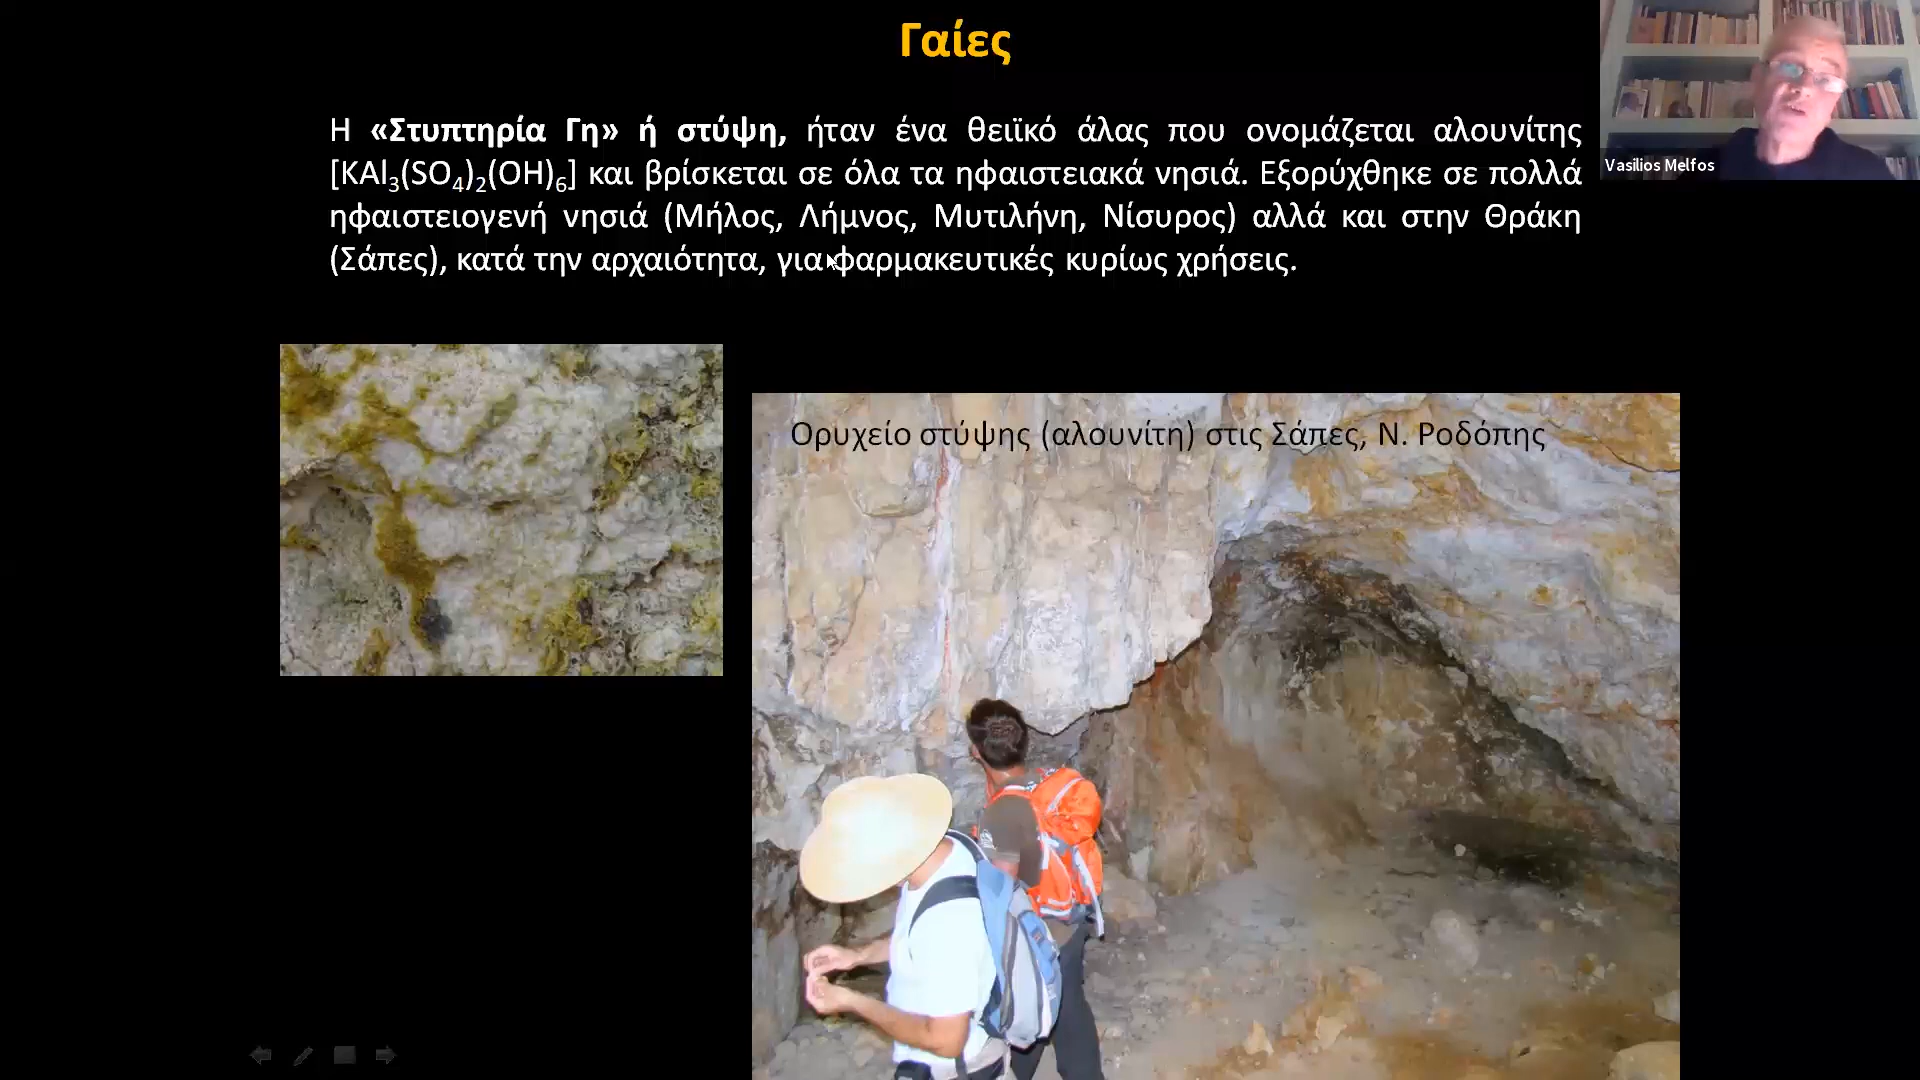 Γαίες
Η «Στυπτηρία Γη» ή στύψη, ήταν ένα θειϊκό άλας που ονομάζεται αλουνίτης
[KAl3(SO4)2(OH)6] και βρίσκεται σε όλα τα ηφαιστειακά νησιά. Εξορύχθηκε σε πολλά
ηφαιστειογενή νησιά (Μήλος, Λήμνος, Μυτιλήνη, Νίσυρος) αλλά και στην Θράκη
(Σάπες), κατά την αρχαιότητα, για φαρμακευτικές κυρίως χρήσεις.
Vasilios Melfos
Ορυχείο στύψης (αλουνίτη) στις Σάπες, Ν. Ροδόπης